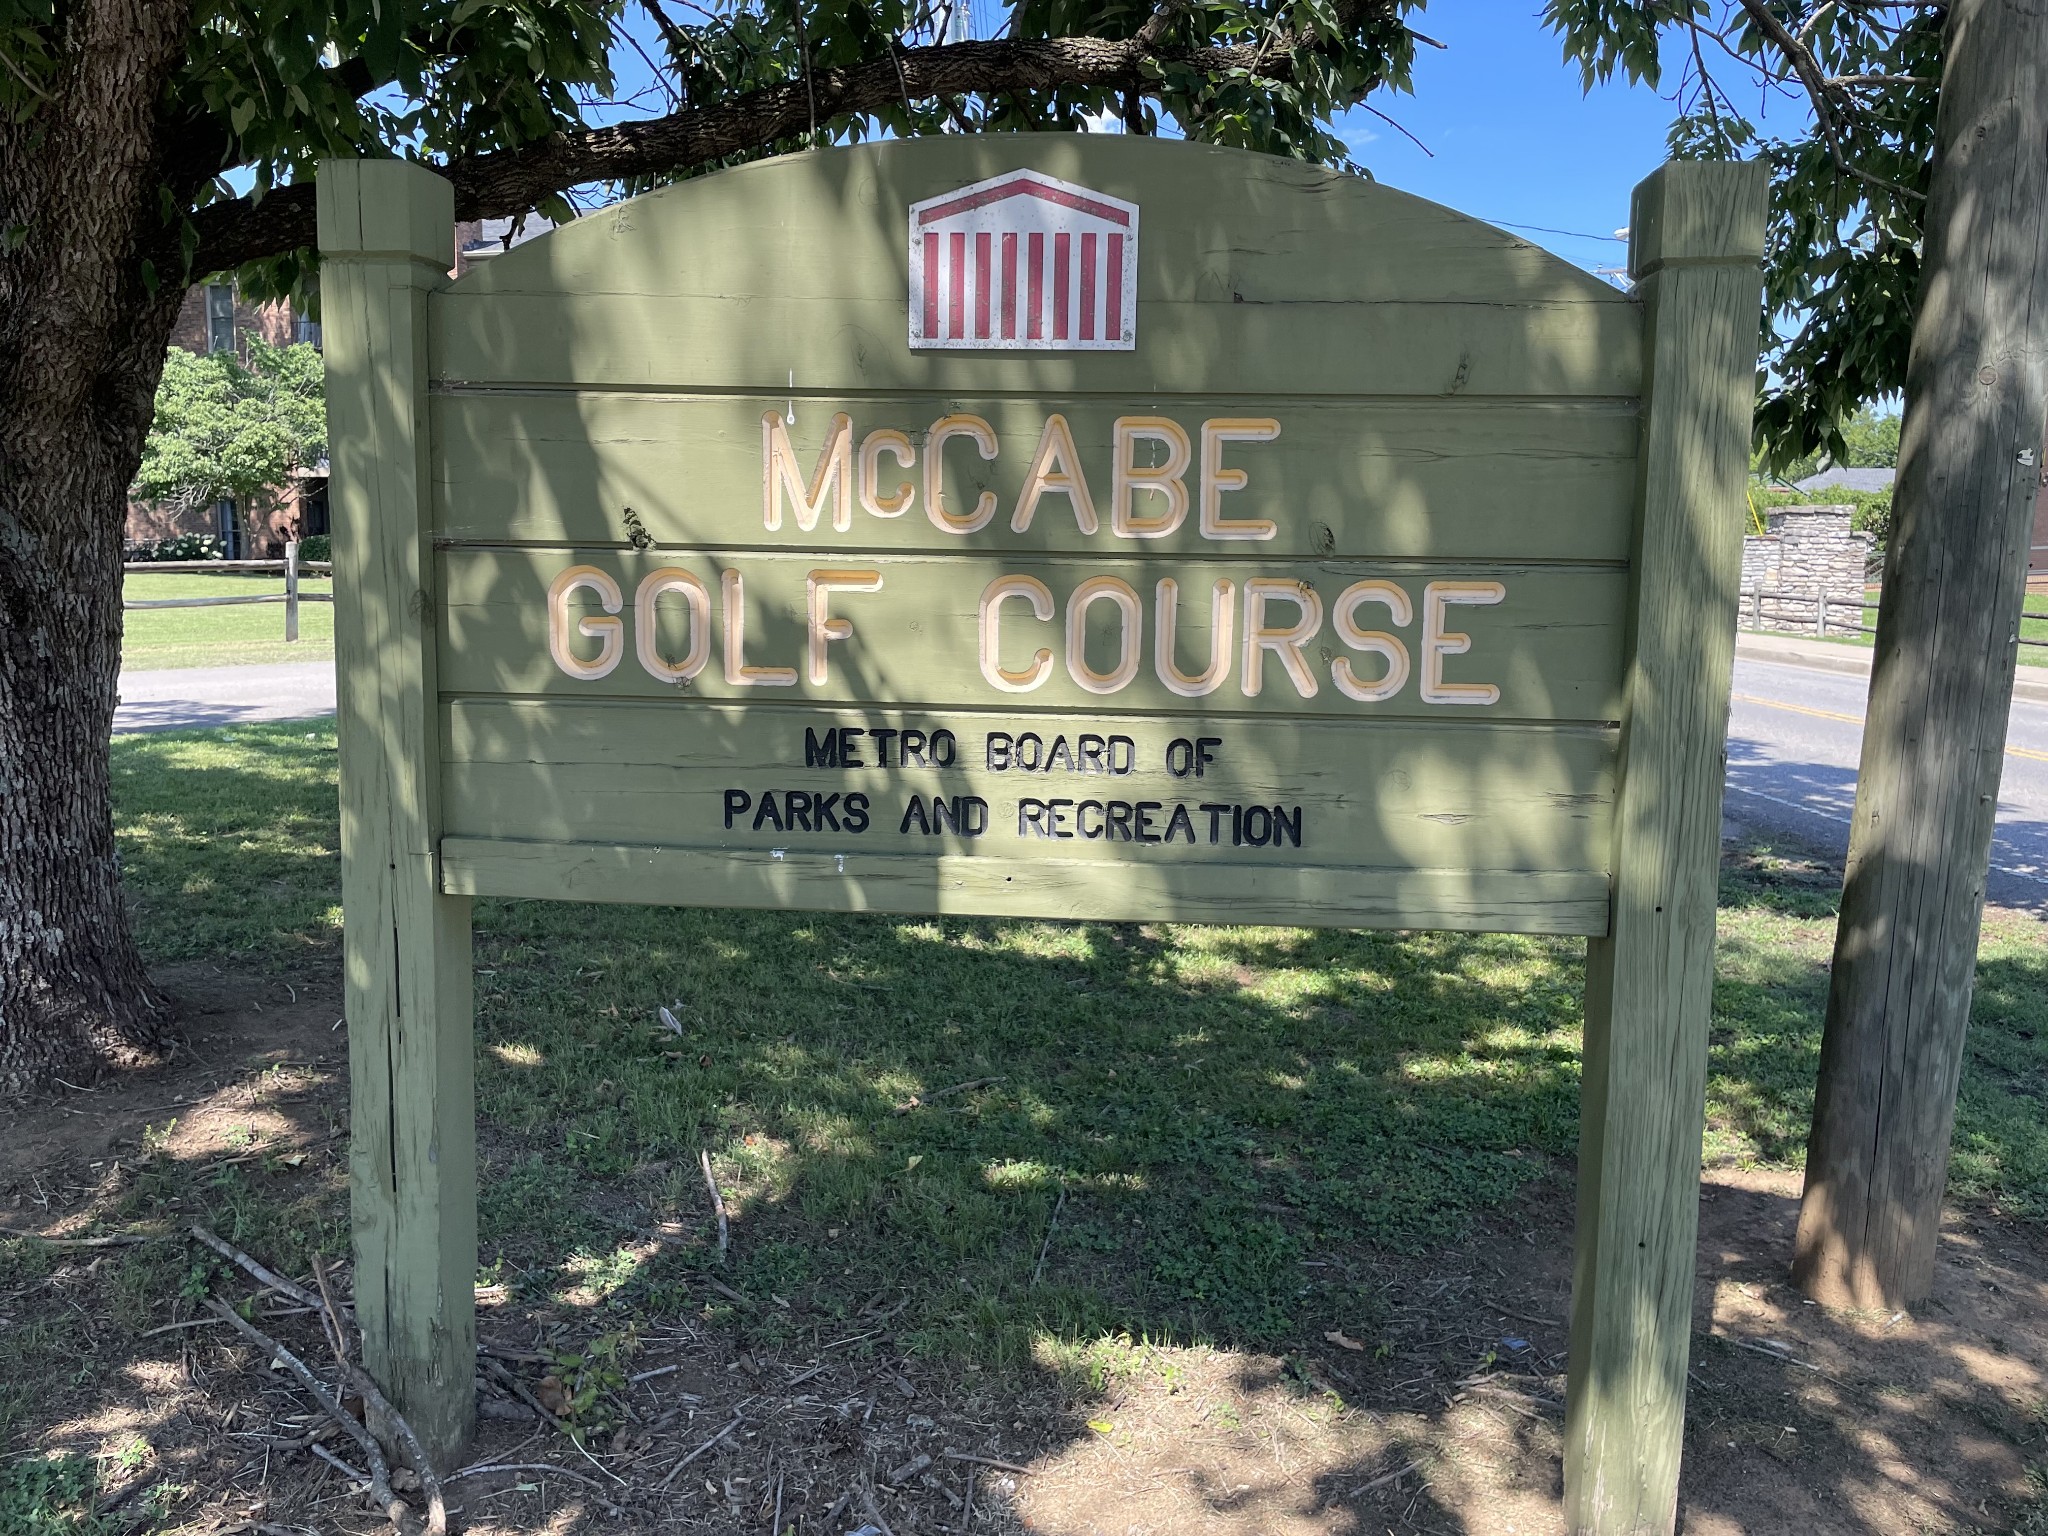 McCABE
GOLF COURSE
METRO BOARD OF
PARKS AND RECREATION